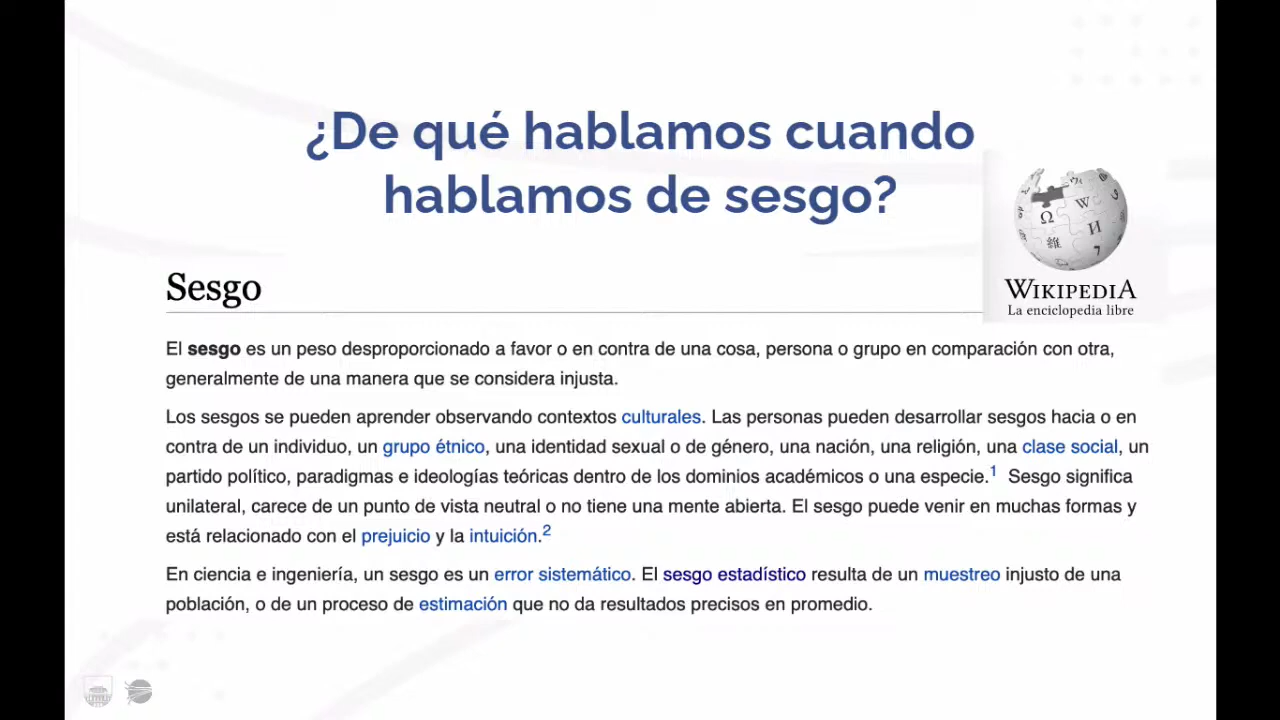 ¿De qué hablamos cuando
hablamos de sesgo?
WIKIPEDIA
La enciclopedia libre
Sesgo
El sesgo es un peso desproporcionado a favor o en contra de una cosa, persona o grupo en comparación con otra,
generalmente de una manera que se considera injusta.
Los sesgos se pueden aprender observando contextos culturales. Las personas pueden desarrollar sesgos hacia o en
contra de un individuo, un grupo étnico, una identidad sexual o de género, una nación, una religión, una clase social, un
partido político, paradigmas e ideologías teóricas dentro de los dominios académicos o una especie.1 Sesgo significa
unilateral, carece de un punto de vista neutral o no tiene una mente abierta. El sesgo puede venir en muchas formas y
está relacionado con el prejuicio y la intuición.2
En ciencia e ingeniería, un sesgo es un error sistemático. El sesgo estadístico resulta de un muestreo injusto de una
población, o de un proceso de estimación que no da resultados precisos en promedio.